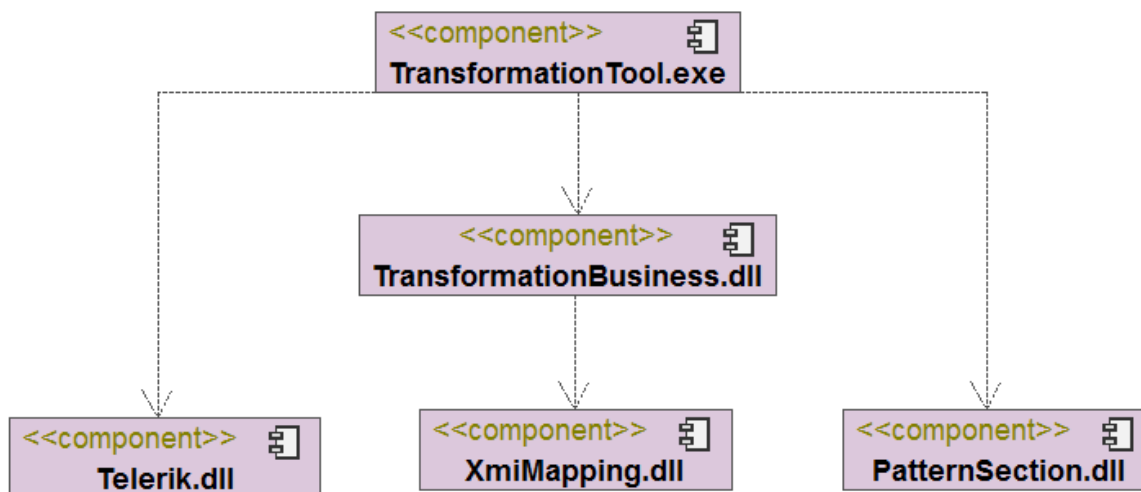 <<component>>
TransformationTool.exe
<<component>>
TransformationBusiness.dll
<<component>>
Telerik.dll
<<component>>
XmiMapping.dll
<<component>>
PatternSection.dll